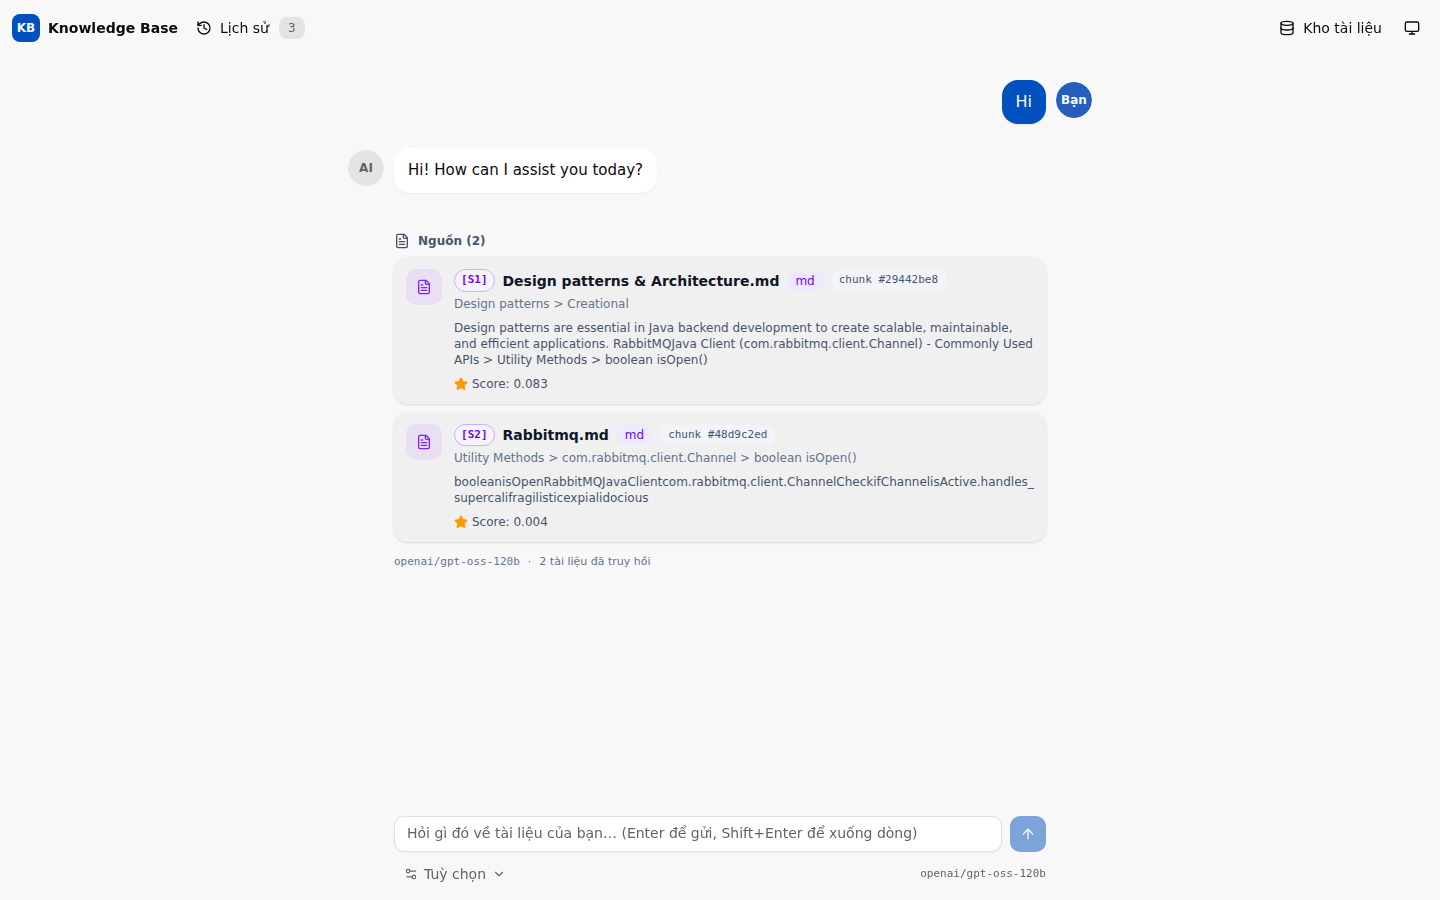 KB Knowledge Base Lịch sử 3 Kho tài liệu
Hi Bạn
AI Hi! How can I assist you today?
Nguồn (2)
[S1] Design patterns & Architecture.md md chunk #29442be8
Design patterns > Creational
Design patterns are essential in Java backend development to create scalable, maintainable,
and efficient applications. RabbitMQJava Client (com.rabbitmq.client.Channel) - Commonly Used
APIs > Utility Methods > boolean isOpen()
Score: 0.083
[S2] Rabbitmq.md md chunk #48d9c2ed
Utility Methods > com.rabbitmq.client.Channel > boolean isOpen()
booleanisOpenRabbitMQJavaClientcom.rabbitmq.client.ChannelCheckifChannelisActive.handles_
supercalifragilisticexpialidocious
Score: 0.004
openai/gpt-oss-120b · 2 tài liệu đã truy hồi
Hỏi gì đó về tài liệu của bạn… (Enter để gửi, Shift+Enter để xuống dòng)
Tuỳ chọn openai/gpt-oss-120b